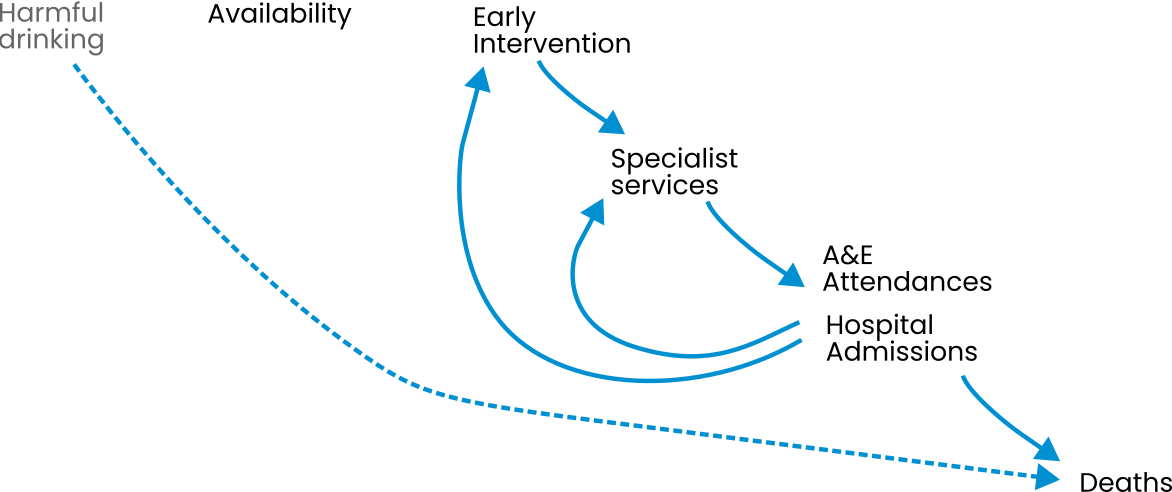 Harmful
drinking
Availability
Early
Intervention
Specialist
services
A&E
Attendances
Hospital
Admissions
Deaths